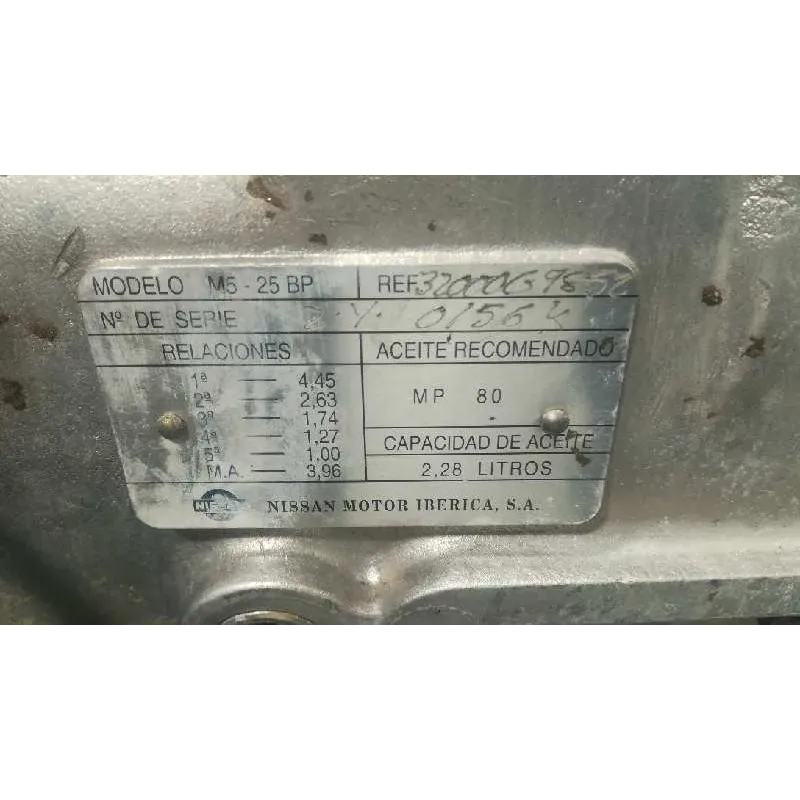 MODELO M5-25 BP REF.
Nº DE SERIE
RELACIONES ACEITE RECOMENDADO
1ª — 4,45
2ª — 2,63
3ª — 1,74
4ª — 1,27
5ª — 1,00
M.A. — 3,96
MP 80
CAPACIDAD DE ACEITE
2,28 LITROS
NISSAN MOTOR IBERICA, S.A.